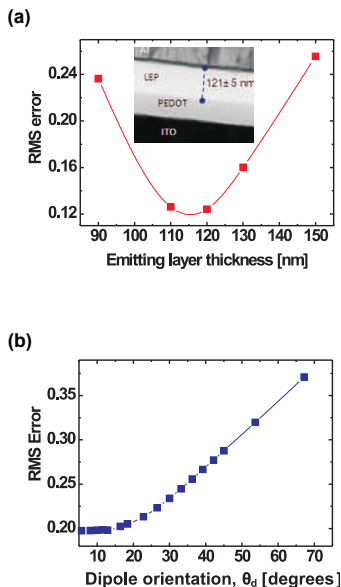 (a)
0.24
0.20
0.16
0.12
RMS error
Al
LEP
121± 5 nm
PEDOT
ITO
90 100 110 120 130 140 150
Emitting layer thickness [nm]
(b)
0.35
0.30
0.25
0.20
RMS Error
10 20 30 40 50 60 70
Dipole orientation, θd [degrees]